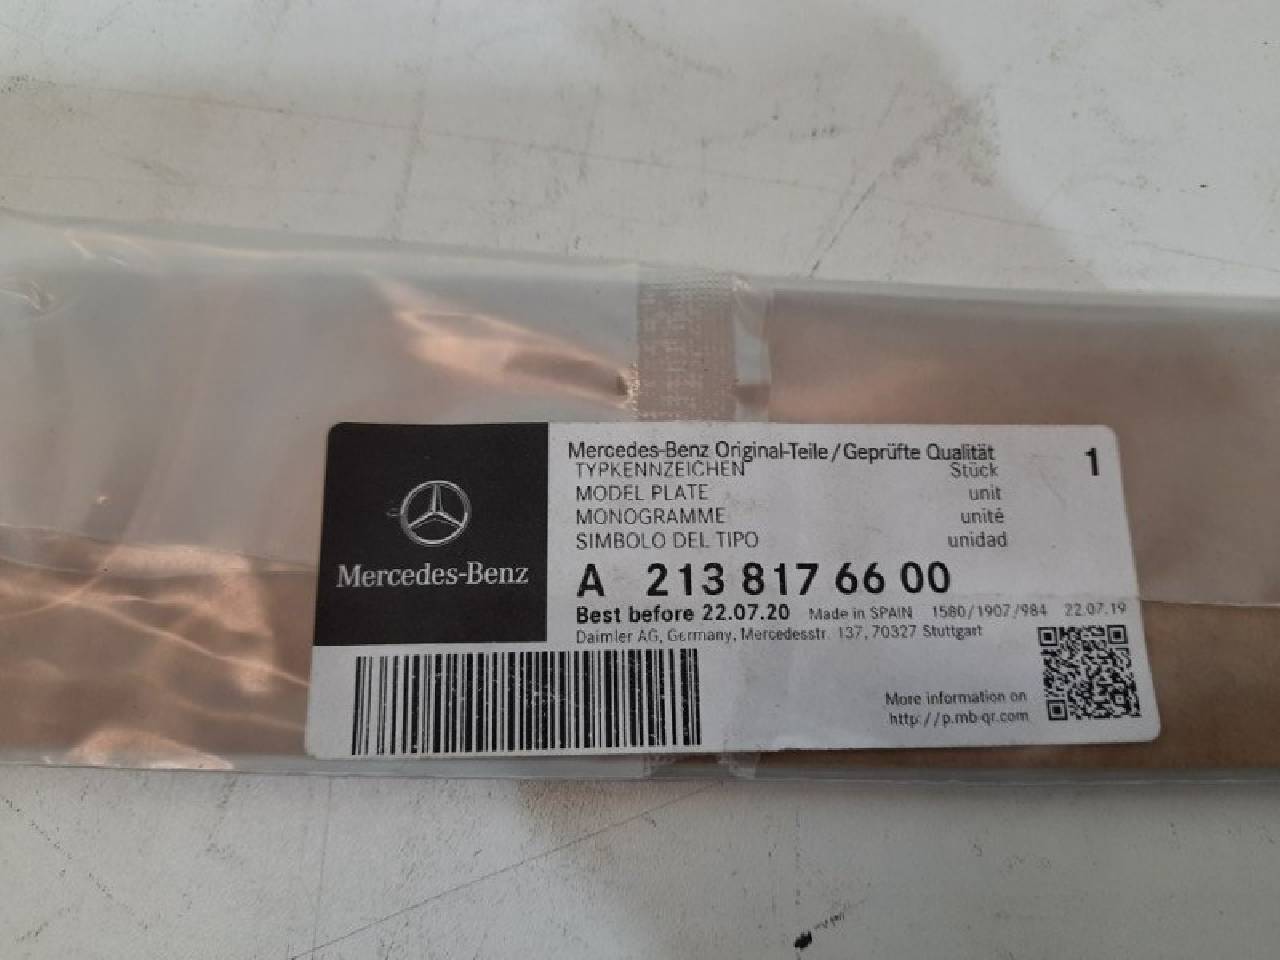 Mercedes-Benz
Mercedes-Benz Original-Teile/Geprüfte Qualität 1
TYPKENNZEICHEN Stück
MODEL PLATE unit
MONOGRAMME unité
SIMBOLO DEL TIPO unidad
A 213 817 66 00
Best before 22.07.20 Made in SPAIN 1580/1907/984 22.07.19
Daimler AG, Germany, Mercedesstr. 137, 70327 Stuttgart
More information on
http://p.mb-qr.com